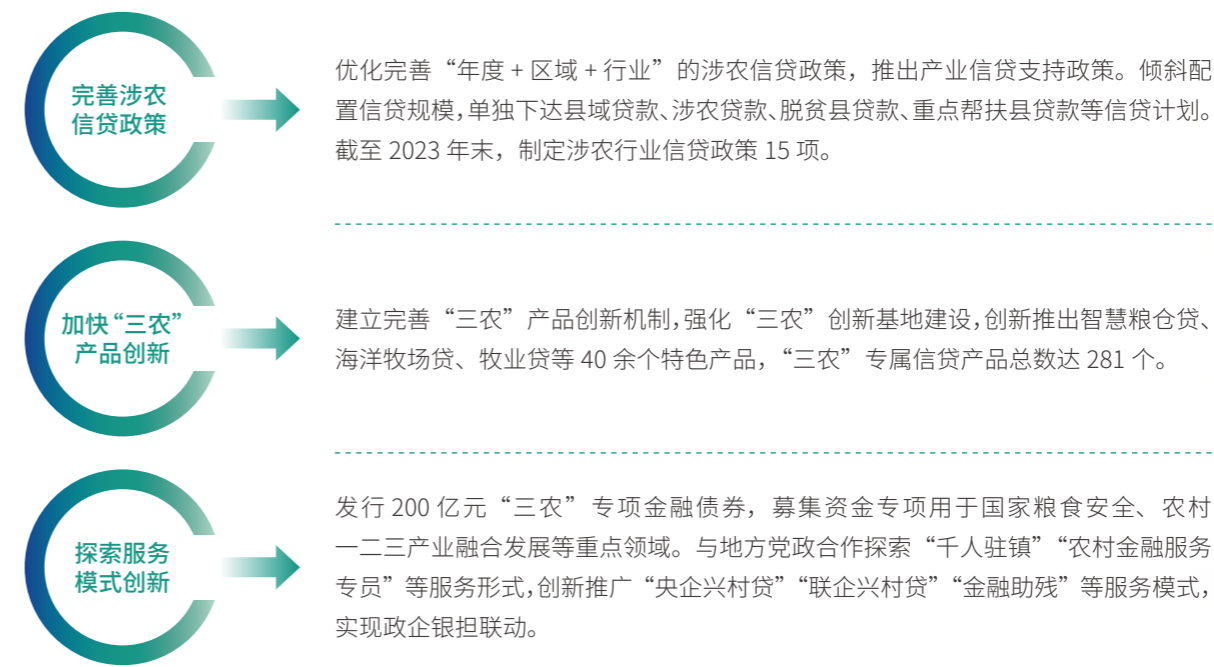 完善涉农
信贷政策
优化完善“年度 + 区域 + 行业”的涉农信贷政策，推出产业信贷支持政策。倾斜配
置信贷规模，单独下达县域贷款、涉农贷款、脱贫县贷款、重点帮扶县贷款等信贷计划。
截至 2023 年末，制定涉农行业信贷政策 15 项。
加快“三农”
产品创新
建立完善“三农”产品创新机制，强化“三农”创新基地建设，创新推出智慧粮仓贷、
海洋牧场贷、牧业贷等 40 余个特色产品，“三农”专属信贷产品总数达 281 个。
探索服务
模式创新
发行 200 亿元“三农”专项金融债券，募集资金专项用于国家粮食安全、农村
一二三产业融合发展等重点领域。与地方党政合作探索“千人驻镇”“农村金融服务
专员”等服务形式，创新推广“央企兴村贷”“联企兴村贷”“金融助残”等服务模式，
实现政企银担联动。